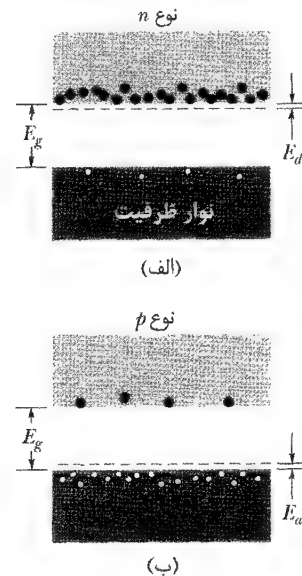 نوع n
E_g
E_d
نوار ظرفیت
(الف)
نوع p
E_g
E_a
(ب)